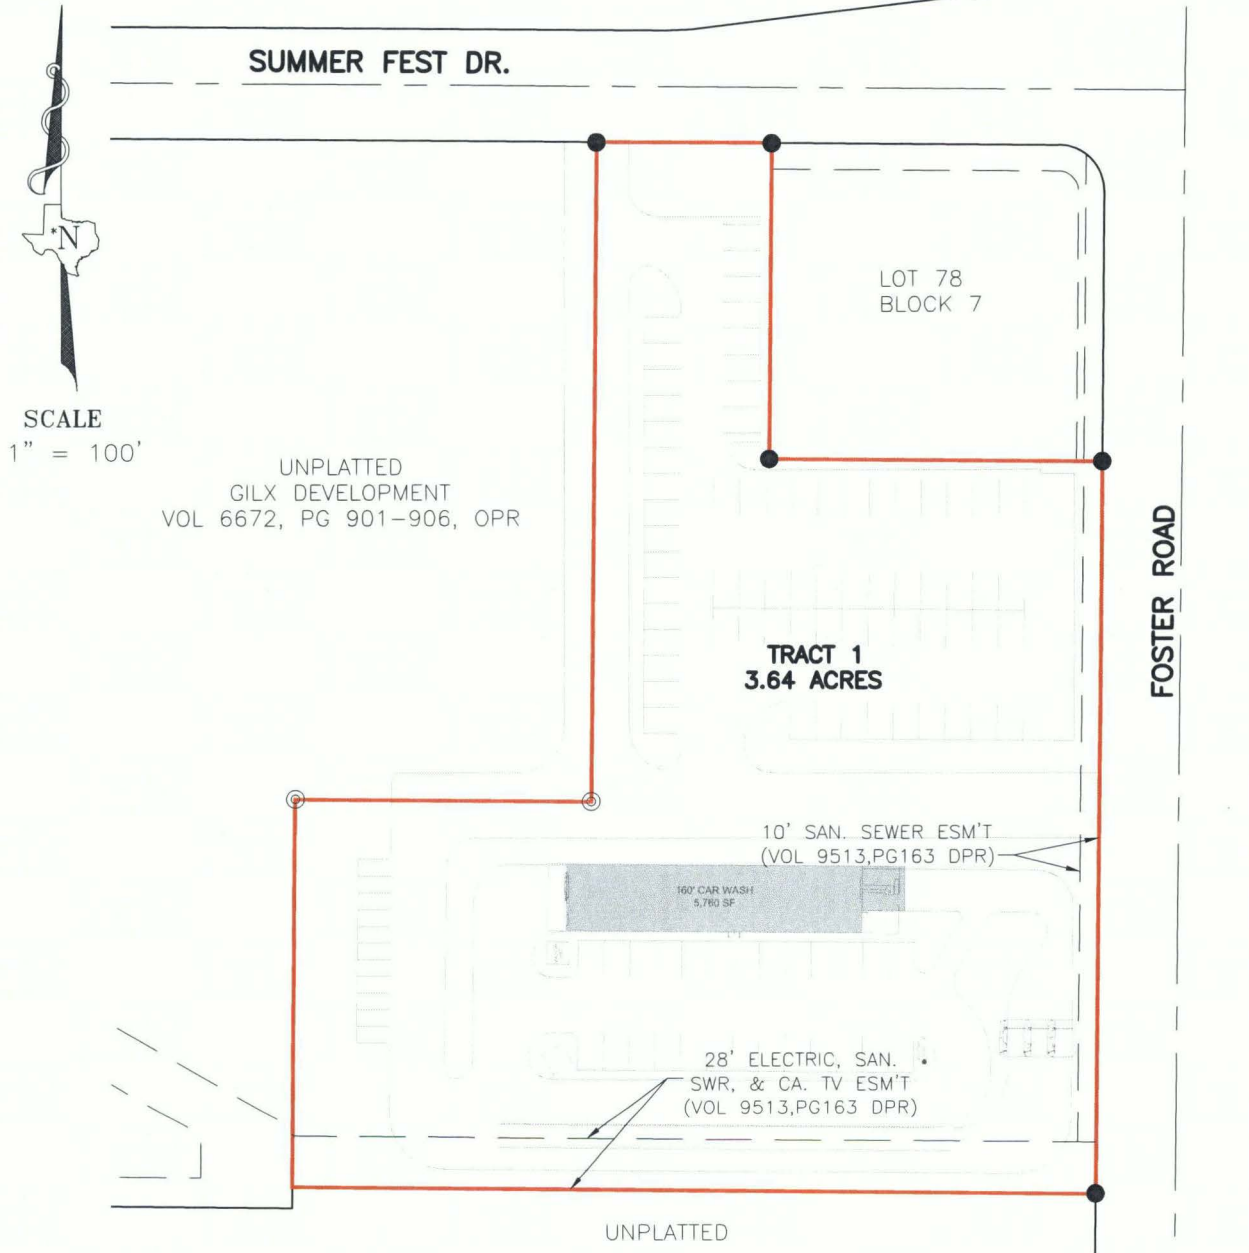 SUMMER FEST DR.
*N
SCALE
1" = 100'
LOT 78
BLOCK 7
UNPLATTED
GILX DEVELOPMENT
VOL 6672, PG 901-906, OPR
FOSTER ROAD
TRACT 1
3.64 ACRES
10' SAN. SEWER ESM'T
(VOL 9513,PG163 DPR)
160' CAR WASH
5,760 SF
28' ELECTRIC, SAN.
SWR, & CA. TV ESM'T
(VOL 9513,PG163 DPR)
UNPLATTED